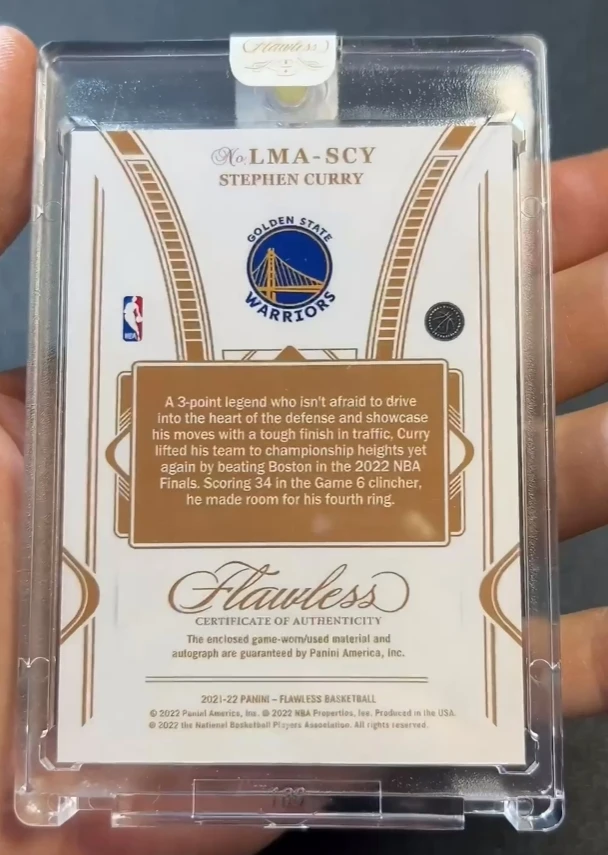 Flawless
No. LMA-SCY
STEPHEN CURRY
GOLDEN STATE
WARRIORS
NBA
A 3-point legend who isn't afraid to drive
into the heart of the defense and showcase
his moves with a tough finish in traffic, Curry
lifted his team to championship heights yet
again by beating Boston in the 2022 NBA
Finals. Scoring 34 in the Game 6 clincher,
he made room for his fourth ring.
Flawless
CERTIFICATE OF AUTHENTICITY
The enclosed game-worn/used material and
autograph are guaranteed by Panini America, Inc.
2021-22 PANINI – FLAWLESS BASKETBALL
© 2022 Panini America, Inc. © 2022 NBA Properties, Inc. Produced in the USA.
© 2022 the National Basketball Players Association. All rights reserved.